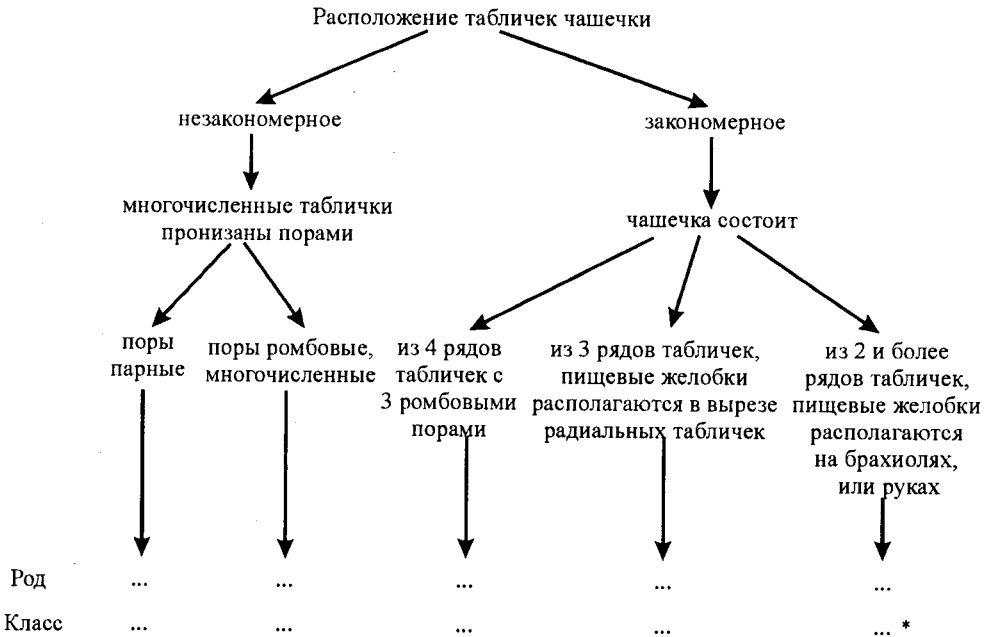 Расположение табличек чашечки
незакономерное
закономерное
многочисленные таблички
пронизаны порами
чашечка состоит
поры
парные
поры ромбовые,
многочисленные
из 4 рядов
табличек с
3 ромбовыми
порами
из 3 рядов табличек,
пищевые желобки
располагаются в вырезе
радиальных табличек
из 2 и более
рядов табличек,
пищевые желобки
располагаются
на брахиолях,
или руках
Род ... ... ... ... ...
Класс ... ... ... ... ... *